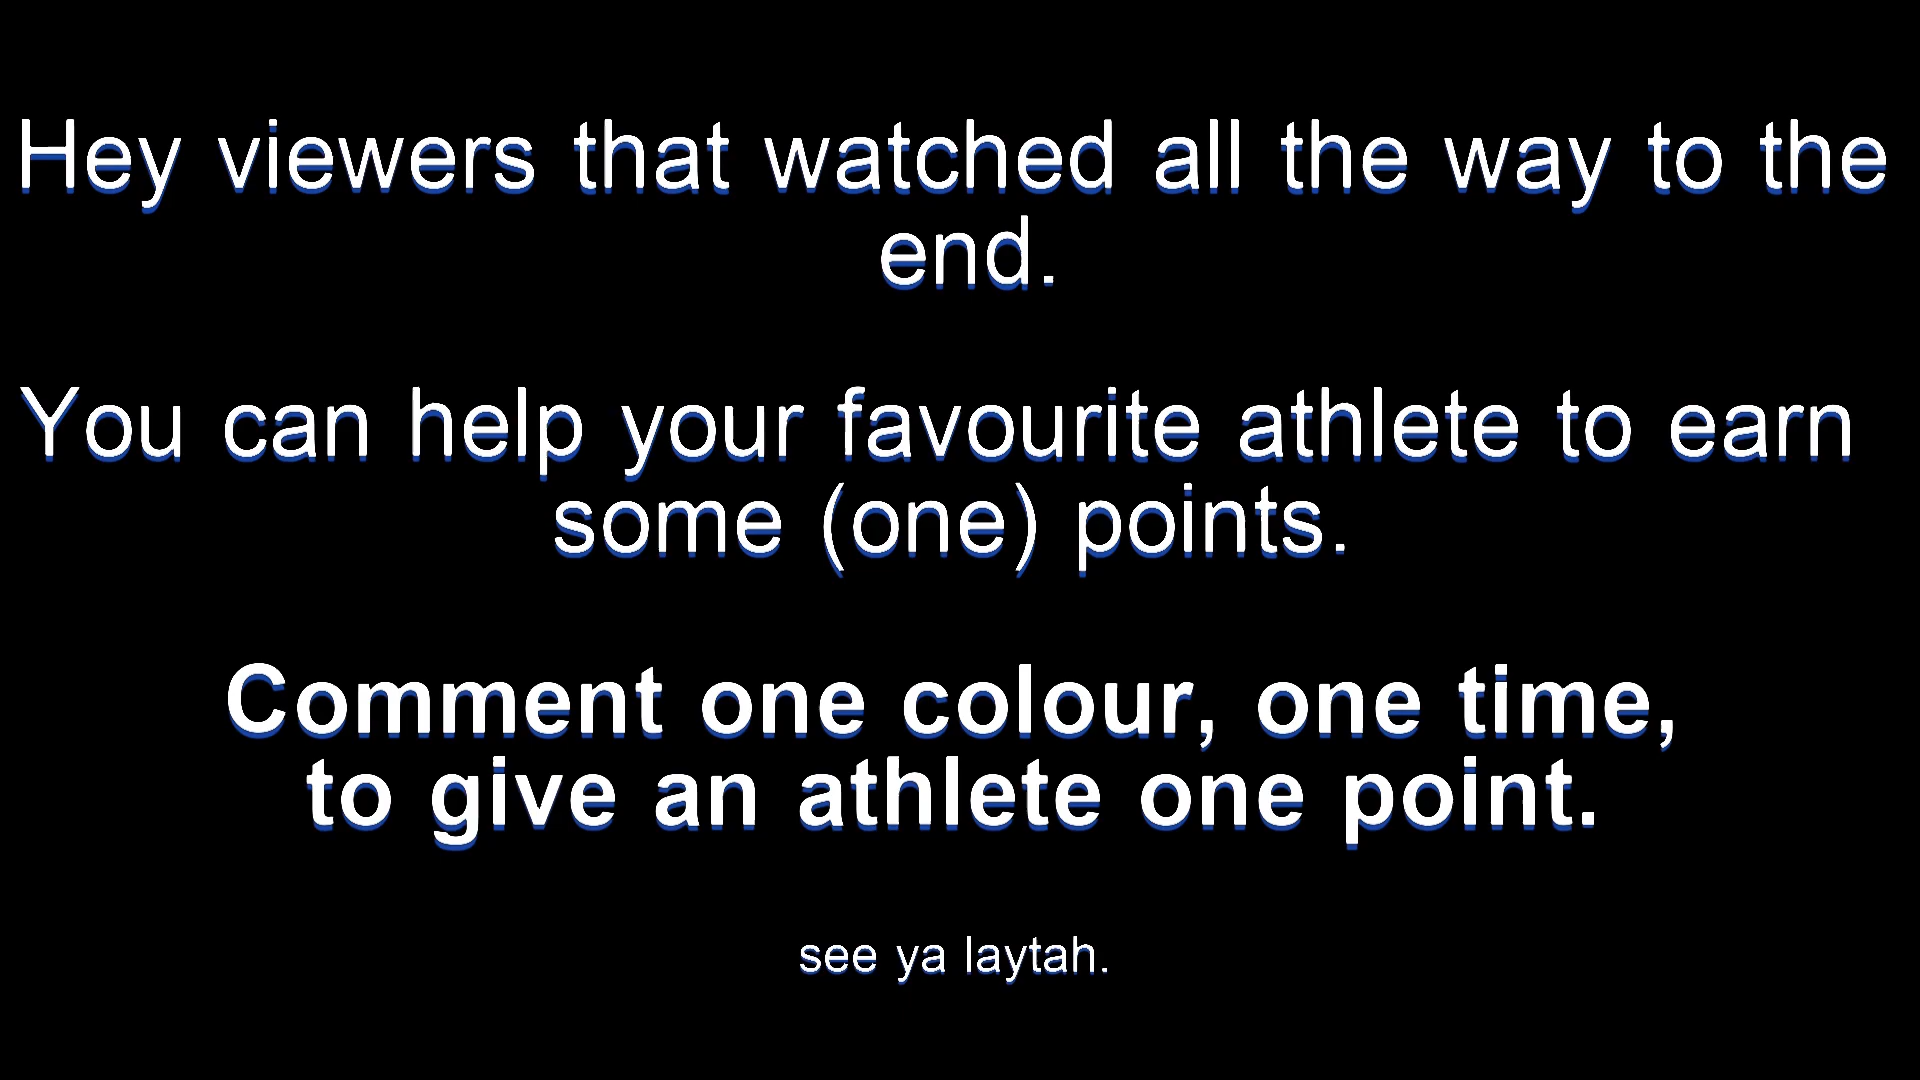 Hey viewers that watched all the way to the
end.
You can help your favourite athlete to earn
some (one) points.
Comment one colour, one time,
to give an athlete one point.
see ya laytah.